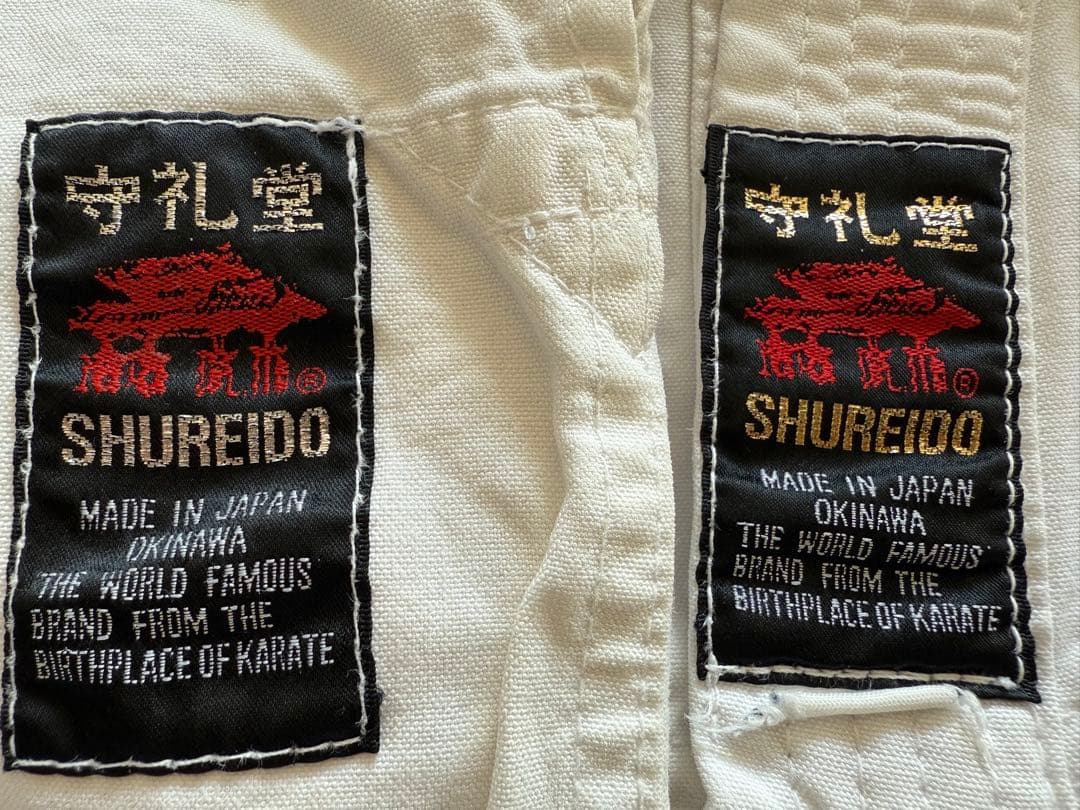 守礼堂
®
SHUREIDO
MADE IN JAPAN
OKINAWA
THE WORLD FAMOUS
BRAND FROM THE
BIRTHPLACE OF KARATE
守礼堂
®
SHUREIDO
MADE IN JAPAN
OKINAWA
THE WORLD FAMOUS
BRAND FROM THE
BIRTHPLACE OF KARATE